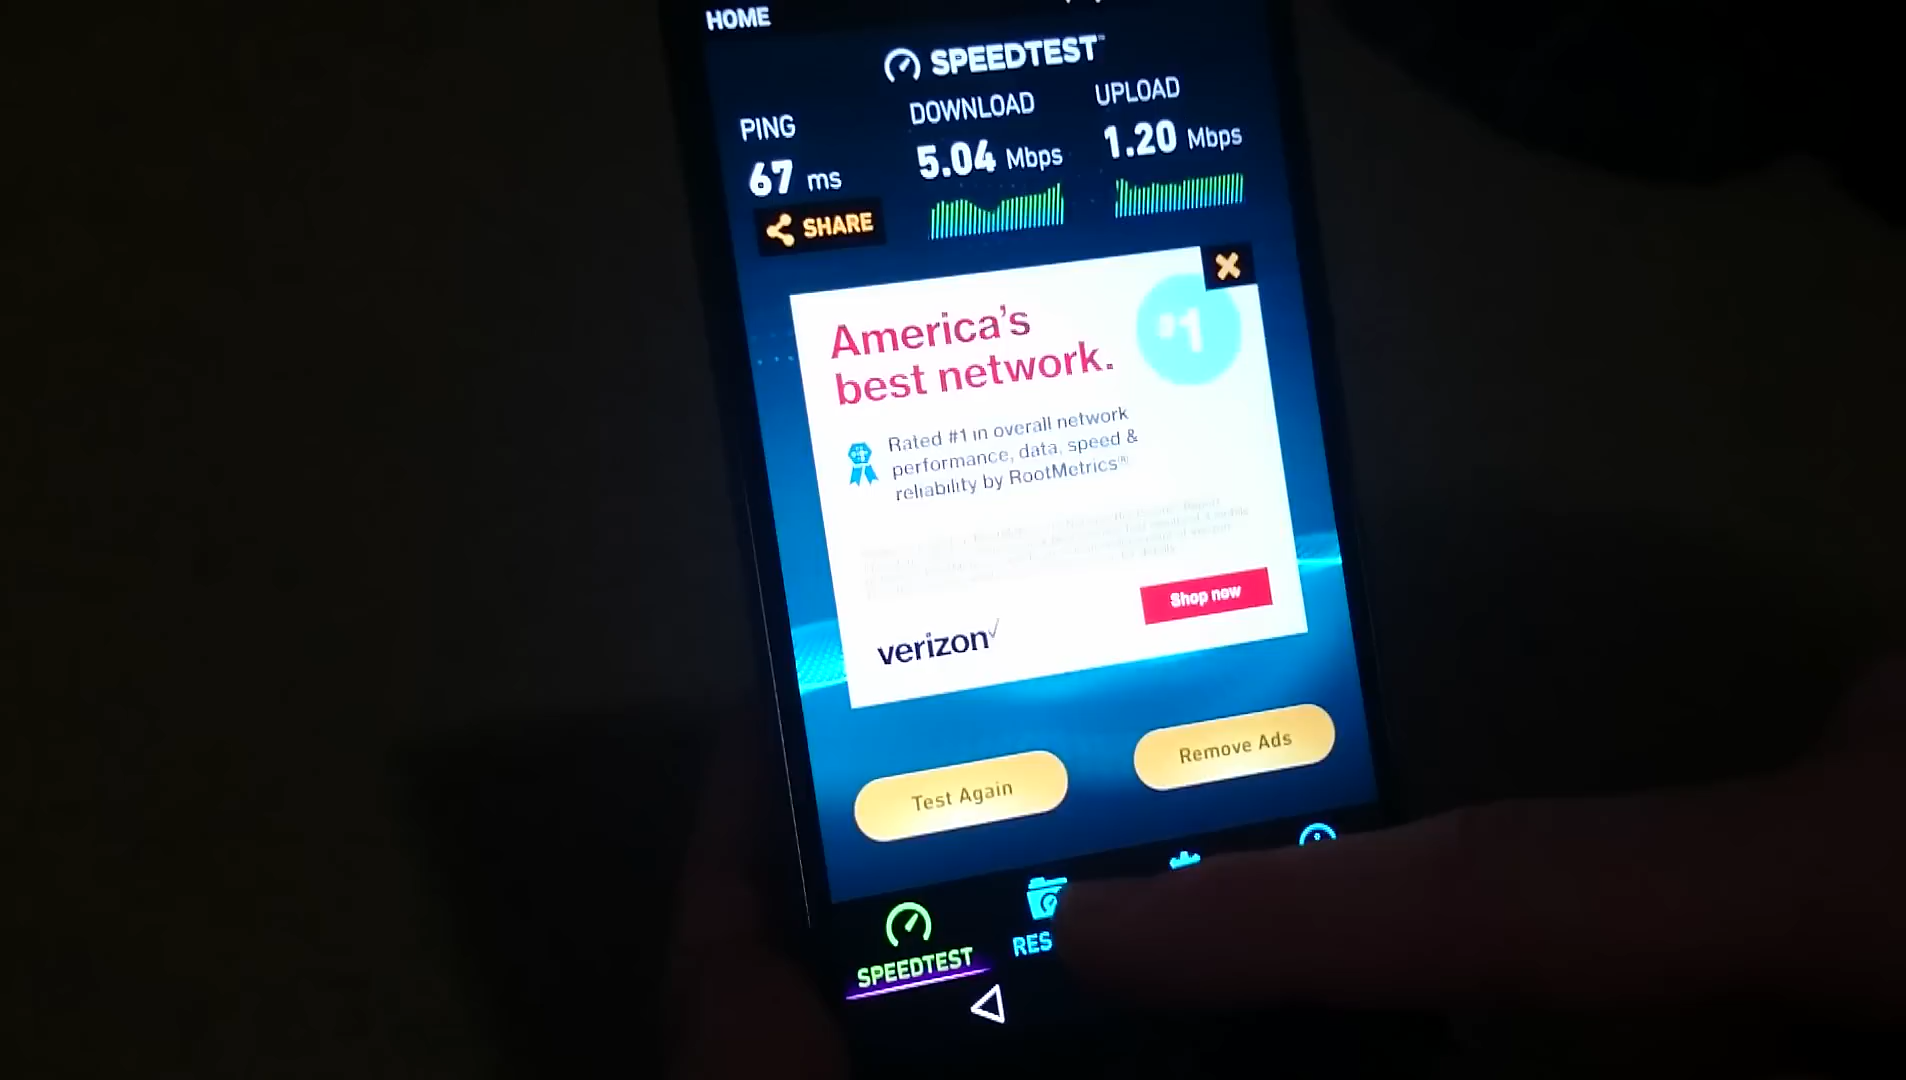 HOME
SPEEDTEST™
PING
DOWNLOAD
UPLOAD
67 ms
5.04 Mbps
1.20 Mbps
SHARE
America's
best network.
#1
Rated #1 in overall network
performance, data, speed &
reliability by RootMetrics
Shop now
verizon✓
Test Again
Remove Ads
SPEEDTEST
RES